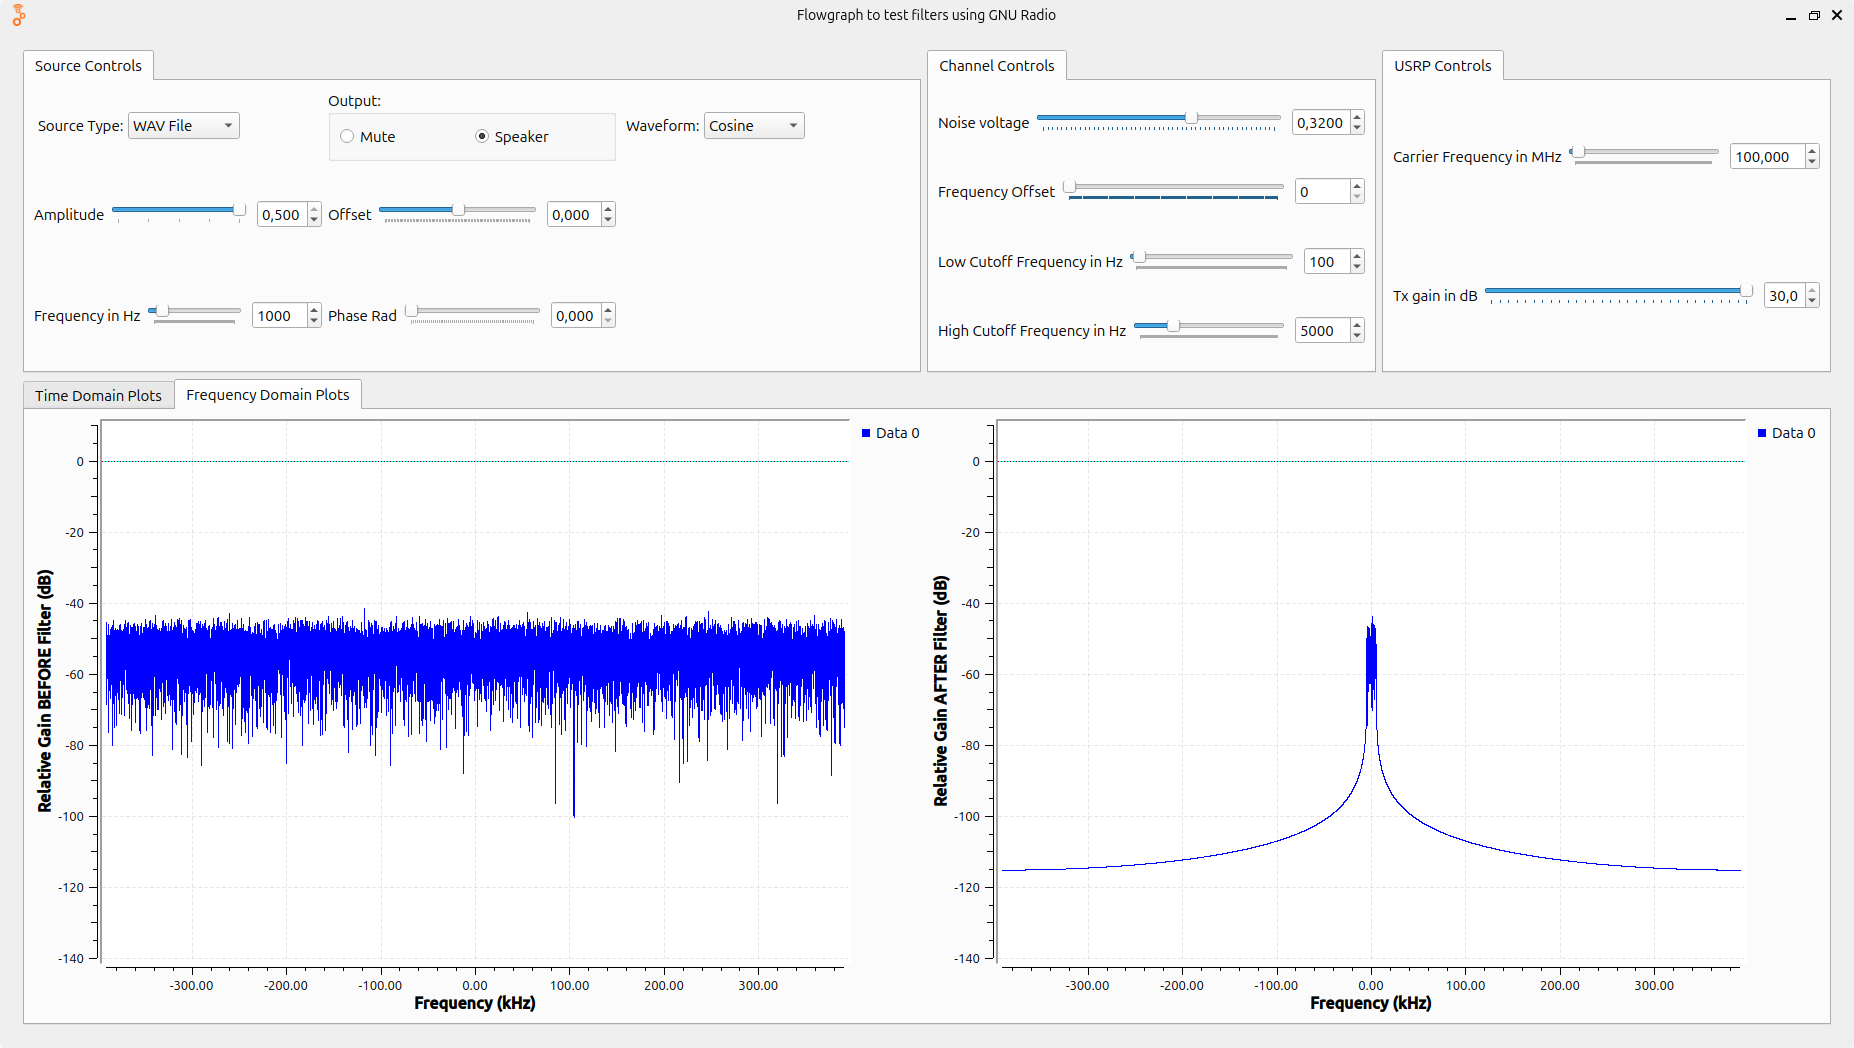 Flowgraph to test filters using GNU Radio
Source Controls
Source Type: WAV File
Output:
Mute Speaker
Waveform: Cosine
Amplitude 0,500 Offset 0,000
Frequency in Hz 1000 Phase Rad 0,000
Channel Controls
Noise voltage 0,3200
Frequency Offset 0
Low Cutoff Frequency in Hz 100
High Cutoff Frequency in Hz 5000
USRP Controls
Carrier Frequency in MHz 100,000
Tx gain in dB 30,0
Time Domain Plots Frequency Domain Plots
Relative Gain BEFORE Filter (dB)
0
-20
-40
-60
-80
-100
-120
-140
-300.00 -200.00 -100.00 0.00 100.00 200.00 300.00
Frequency (kHz)
Data 0
Relative Gain AFTER Filter (dB)
0
-20
-40
-60
-80
-100
-120
-140
-300.00 -200.00 -100.00 0.00 100.00 200.00 300.00
Frequency (kHz)
Data 0